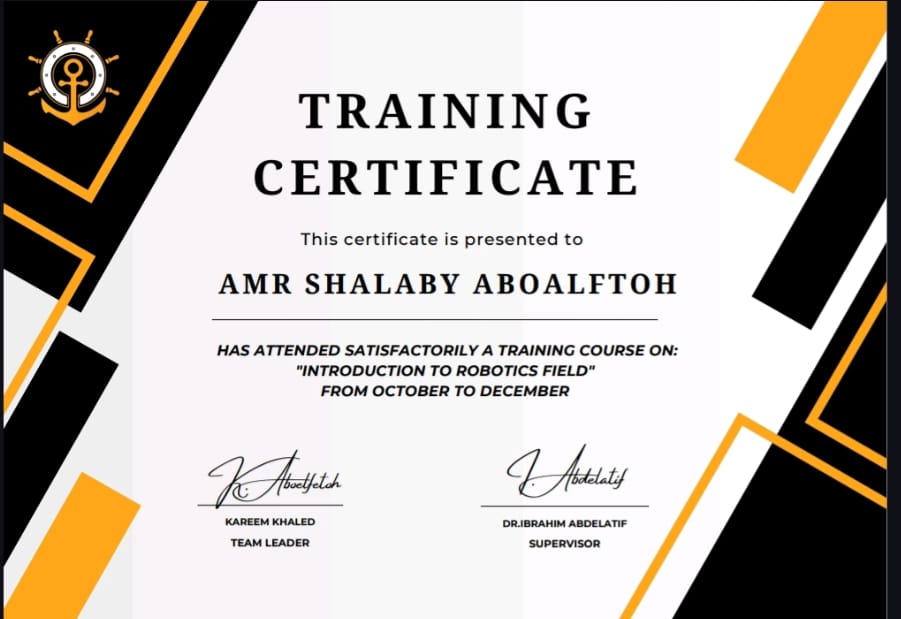 TRAINING
CERTIFICATE
This certificate is presented to
AMR SHALABY ABOALFTOH
HAS ATTENDED SATISFACTORILY A TRAINING COURSE ON:
"INTRODUCTION TO ROBOTICS FIELD"
FROM OCTOBER TO DECEMBER
K. Aboelfetoh
I. Abdelatif
KAREEM KHALED
DR.IBRAHIM ABDELATIF
TEAM LEADER
SUPERVISOR